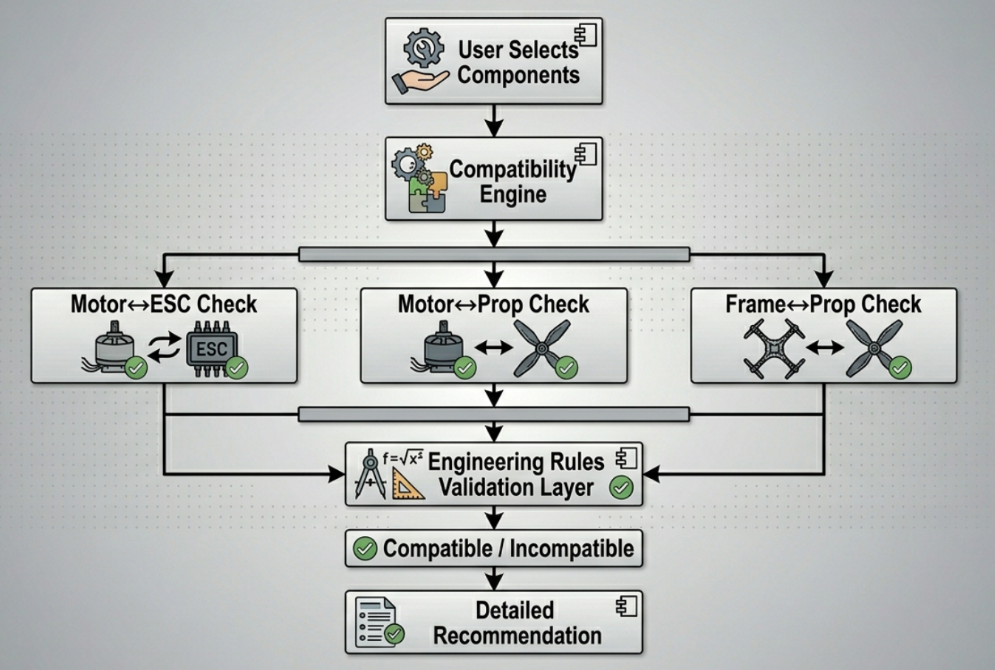 User Selects
Components
Compatibility
Engine
Motor↔ESC Check
ESC
Motor↔Prop Check
Frame↔Prop Check
f=√x²
Engineering Rules
Validation Layer
Compatible / Incompatible
Detailed
Recommendation